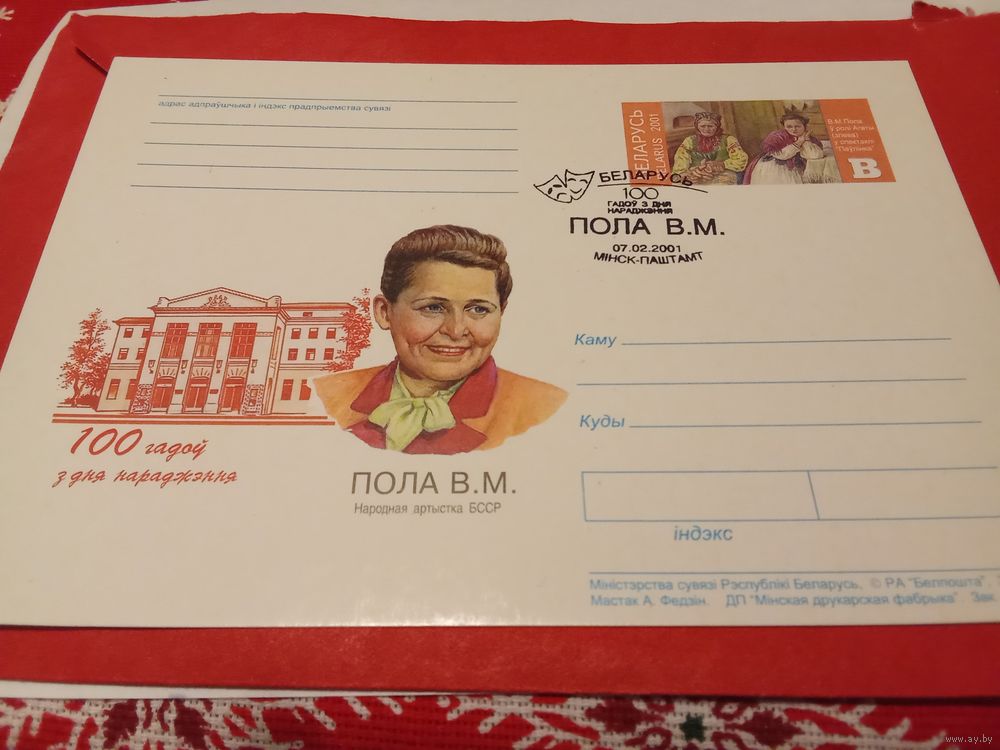 адрас адпраўшчыка і індэкс прадпрыемства сувязі
БЕЛАРУСЬ
BELARUS 2001
В.М. Пола
ў ролі Агаты
(злева)
у спектаклі
"Паўлінка"
В
БЕЛАРУСЬ
100
ГАДОЎ З ДНЯ
НАРАДЖЭННЯ
ПОЛА В.М.
07.02.2001
МІНСК-ПАШТАМТ
100 гадоў
з дня нараджэння
ПОЛА В.М.
Народная артыстка БССР
Каму
Куды
індэкс
Міністэрства сувязі Рэспублікі Беларусь. © РА "Белпошта".
Мастак А. Федзін. ДП "Мінская друкарская фабрыка". Зак.
www.ay.by